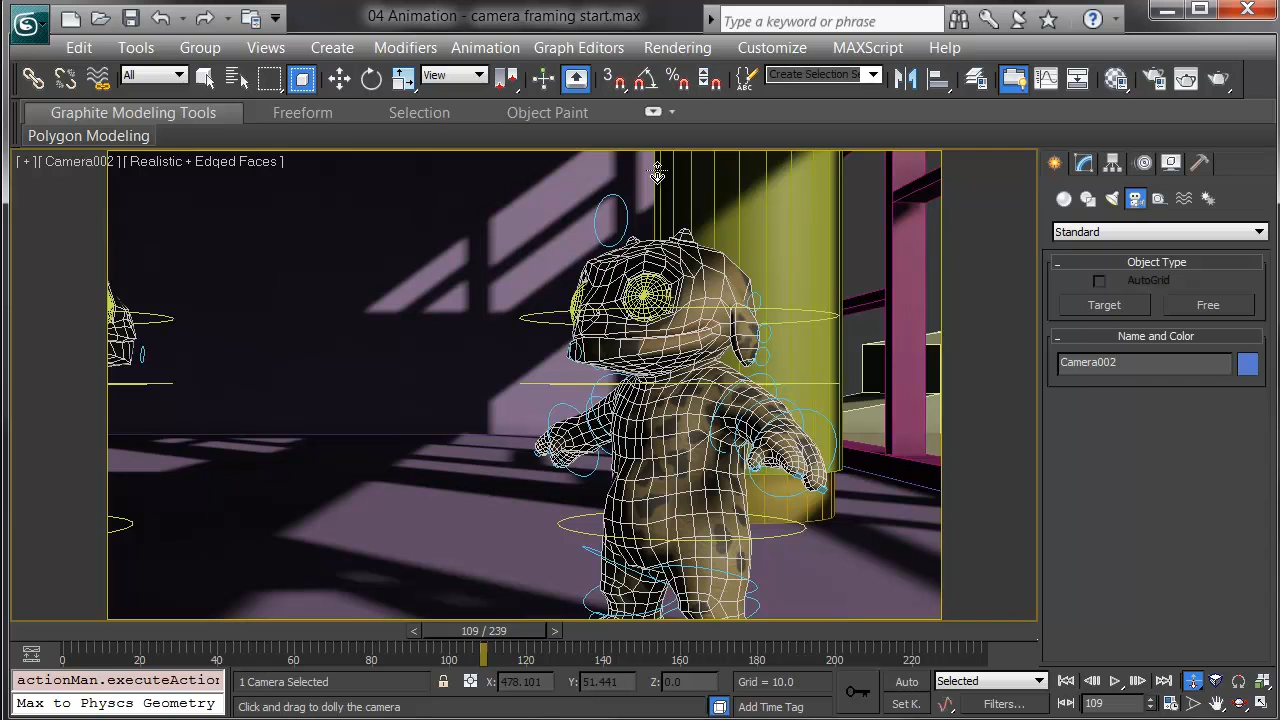 04 Animation - camera framing start.max
Type a keyword or phrase
Edit Tools Group Views Create Modifiers Animation Graph Editors Rendering Customize MAXScript Help
All View Create Selection Se
3 % ABC
Graphite Modeling Tools Freeform Selection Object Paint
Polygon Modeling
[ + ] [ Camera002 ] [ Realistic + Edged Faces ]
Standard
- Object Type
AutoGrid
Target Free
- Name and Color
Camera002
< 109 / 239 >
0 20 40 60 80 100 120 140 160 180 200 220
actionMan.executeAction
Max to Physcs Geometry
1 Camera Selected X: 478.101 Y: 51.441 Z: 0.0 Grid = 10.0
Click and drag to dolly the camera Add Time Tag
Auto Selected
Set K. Filters... 109